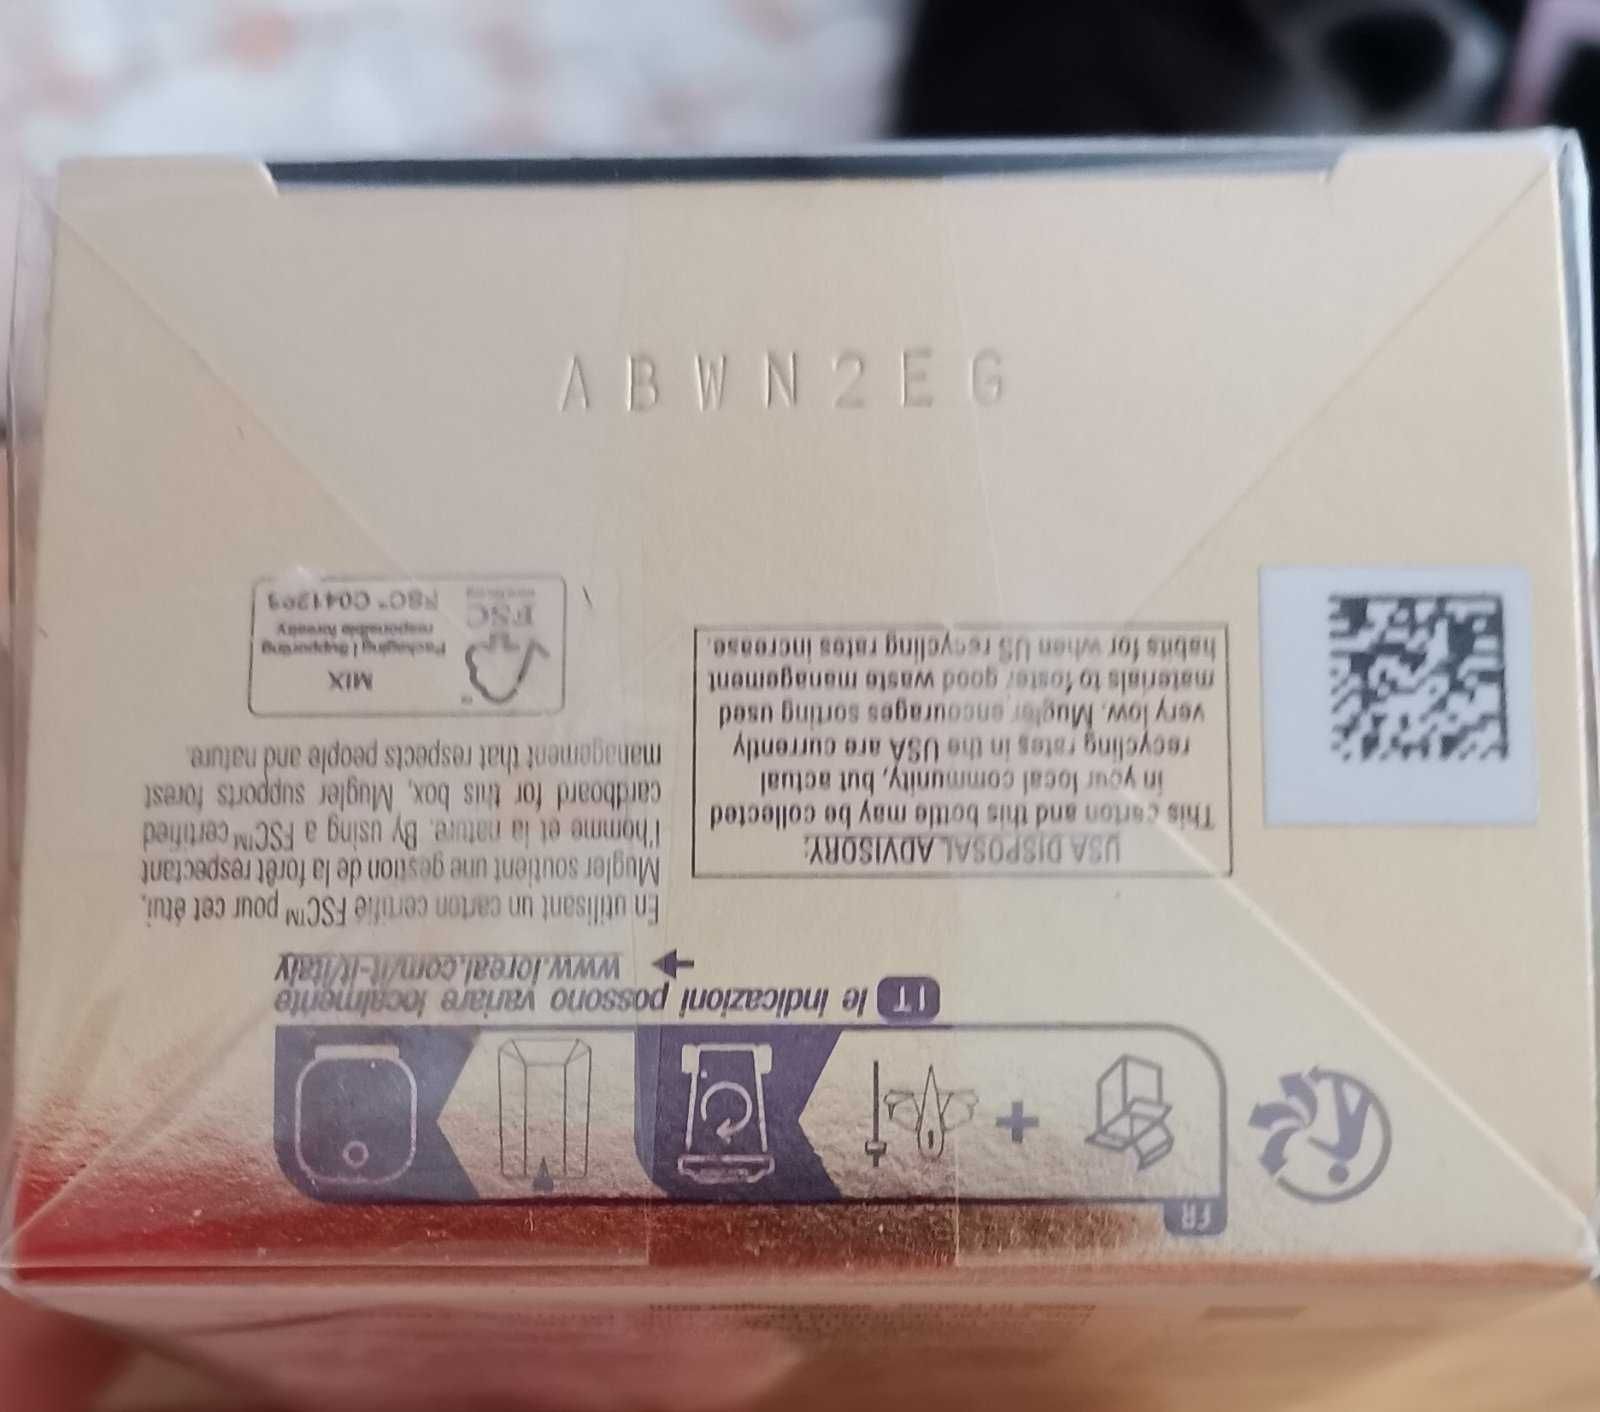 ABWN2EG
FR
IT le indicazioni possono variare localmente
www.loreal.com/it-it/italy
En utilisant un carton certifié FSC™ pour cet étui,
Mugler soutient une gestion de la forêt respectant
l'homme et la nature. By using a FSC™ certified
cardboard for this box, Mugler supports forest
management that respects people and nature.
USA DISPOSAL ADVISORY:
This carton and this bottle may be collected
in your local community, but actual
recycling rates in the USA are currently
very low. Mugler encourages sorting used
materials to foster good waste management
habits for when US recycling rates increase.
™
FSC
MIX
Packaging | Supporting
responsible forestry